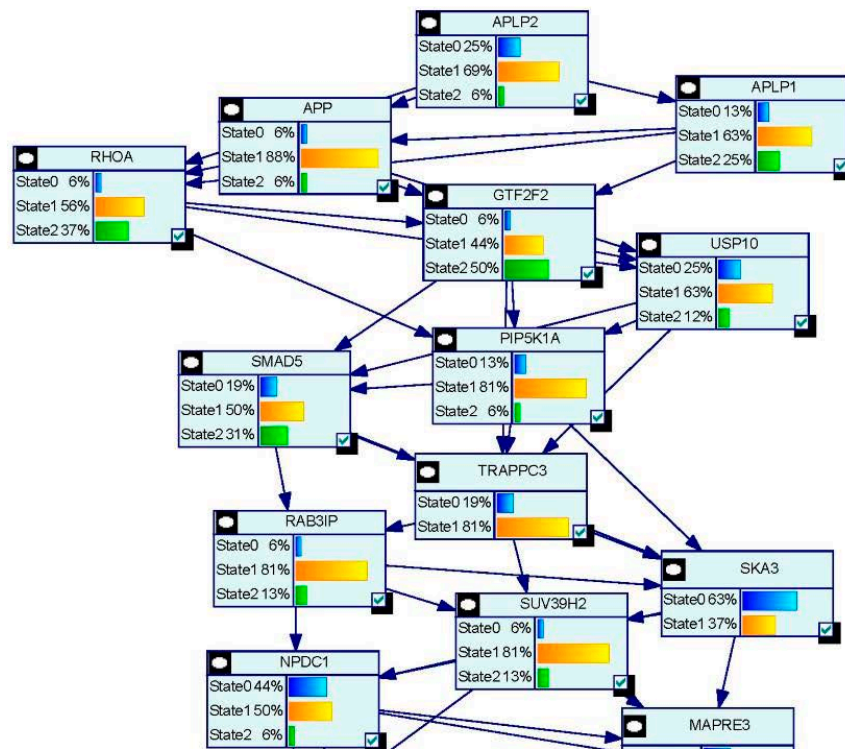 APLP2
State0 25%
State1 69%
State2 6%
APLP1
State0 13%
State1 63%
State2 25%
APP
State0 6%
State1 88%
State2 6%
RHOA
State0 6%
State1 56%
State2 37%
GTF2F2
State0 6%
State1 44%
State2 50%
USP10
State0 25%
State1 63%
State2 12%
PIP5K1A
State0 13%
State1 81%
State2 6%
SMAD5
State0 19%
State1 50%
State2 31%
TRAPPC3
State0 19%
State1 81%
RAB3IP
State0 6%
State1 81%
State2 13%
SKA3
State0 63%
State1 37%
SUV39H2
State0 6%
State1 81%
State2 13%
NPDC1
State0 44%
State1 50%
State2 6%
MAPRE3